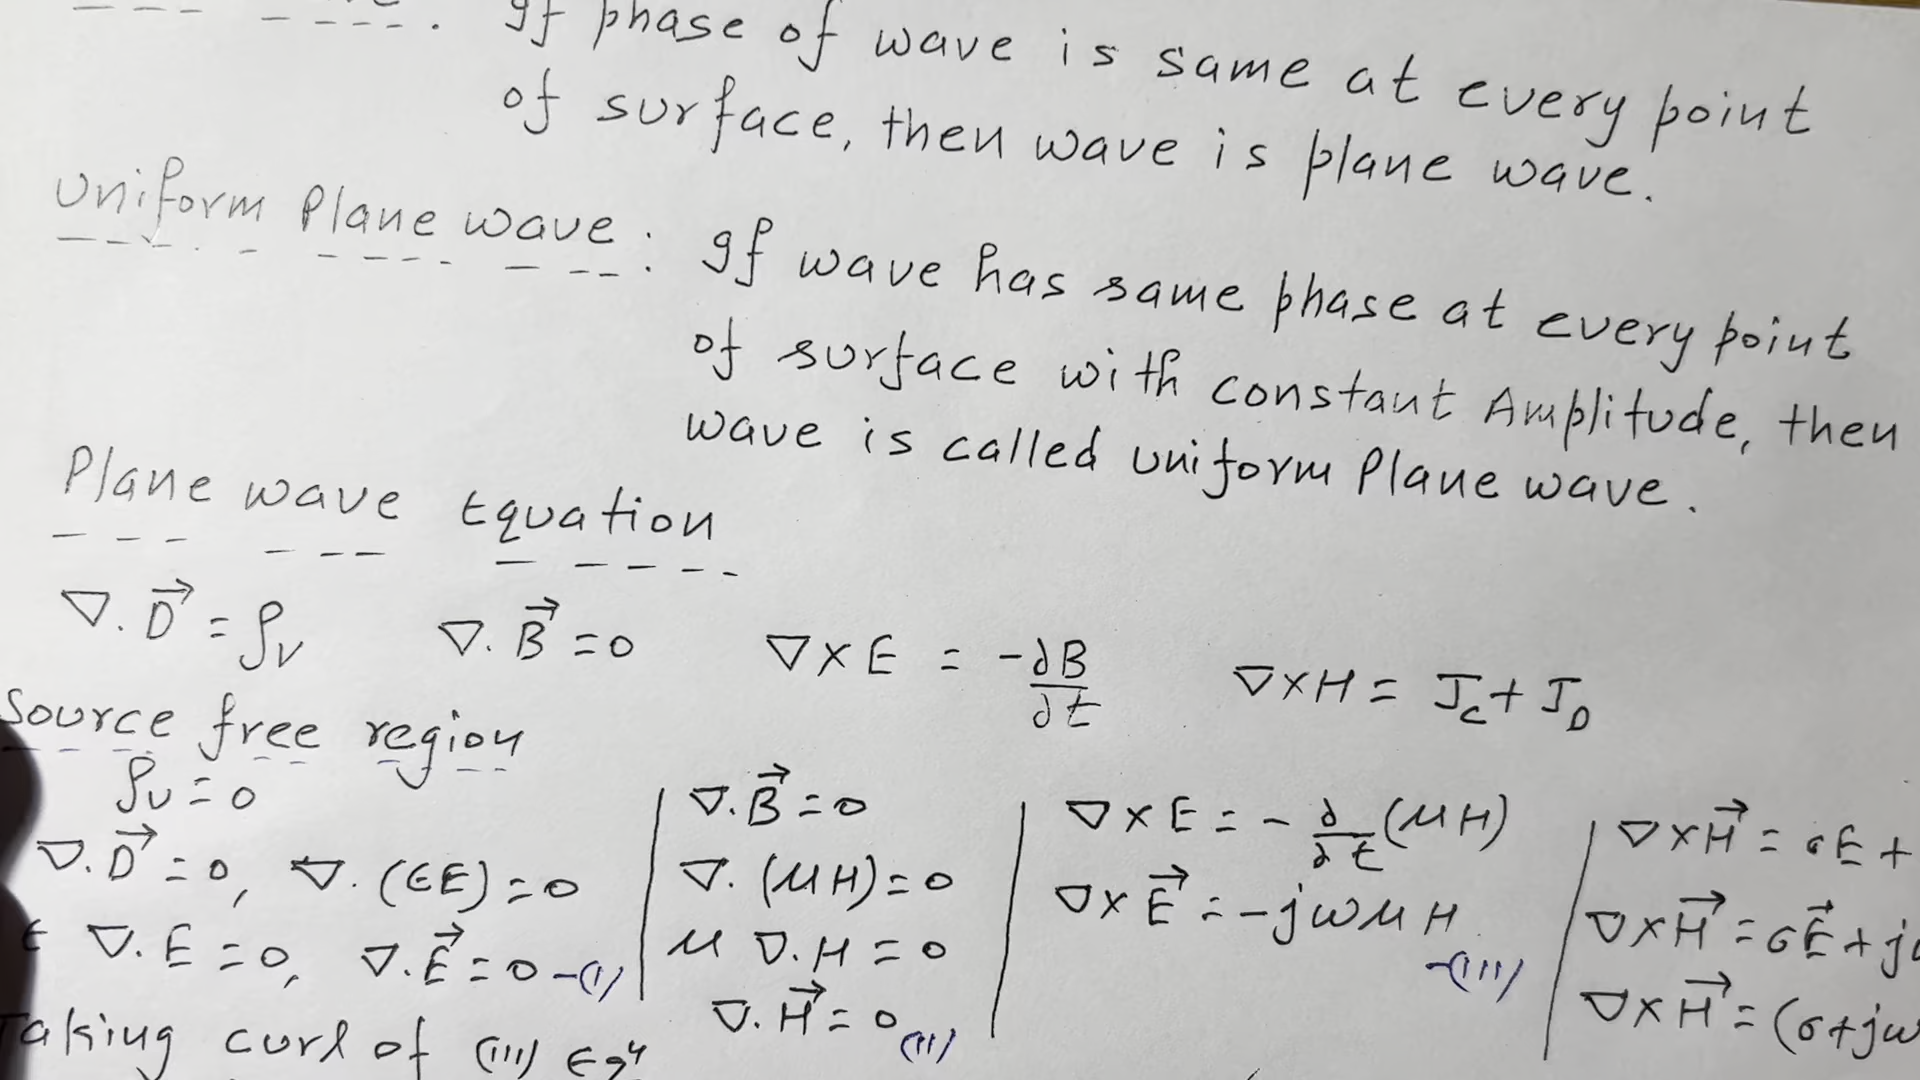 If phase of wave is same at every point
of surface, then wave is plane wave.
Uniform Plane wave : If wave has same phase at every point
of surface with constant Amplitude, then
wave is called uniform Plane wave.
Plane wave Equation
∇.D⃗ = ρv ∇.B⃗ = 0 ∇×E = -∂B/∂t ∇×H = Jc + JD
Source free region
ρv = 0
∇.D⃗ = 0, ∇.(ϵE) = 0
ϵ ∇.E = 0, ∇.E⃗ = 0 -(i)
∇.B⃗ = 0
∇.(μH) = 0
μ ∇.H = 0
∇.H⃗ = 0 (ii)
∇×E = -∂/∂t (μH)
∇×E⃗ = -jωμH
-(iii)
∇×H⃗ = σE +
∇×H⃗ = σE⃗ + j
∇×H⃗ = (σ+jω
Taking curl of (iii) Eqn